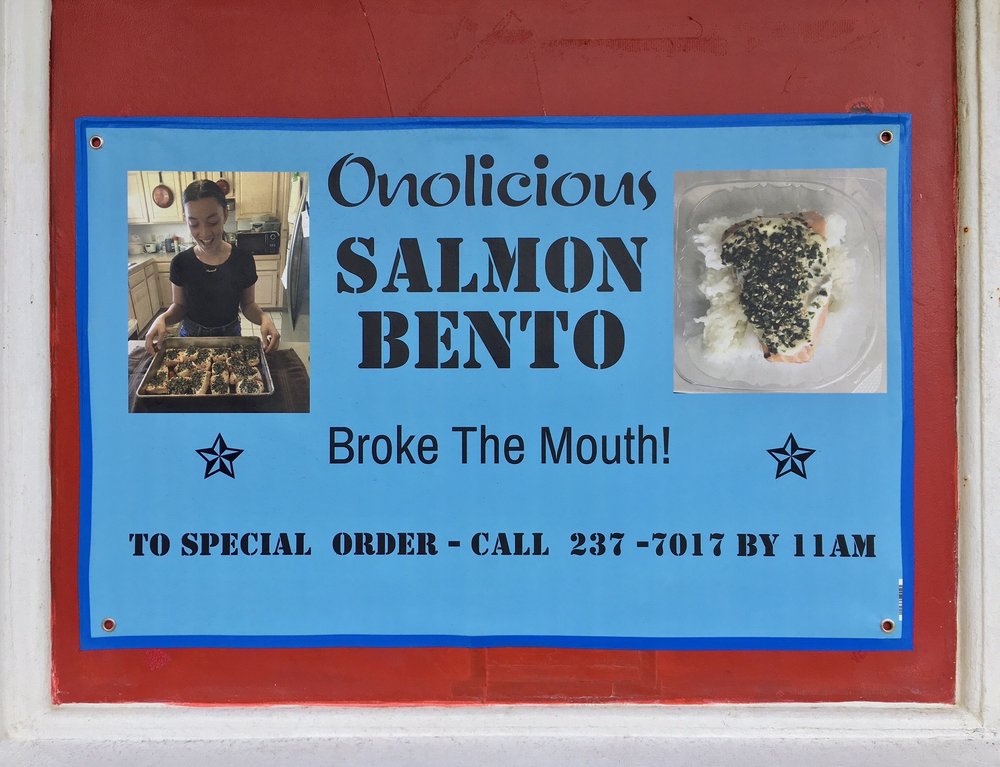 Onolicious
SALMON
BENTO
Broke The Mouth!
TO SPECIAL ORDER - CALL 237 -7017 BY 11AM